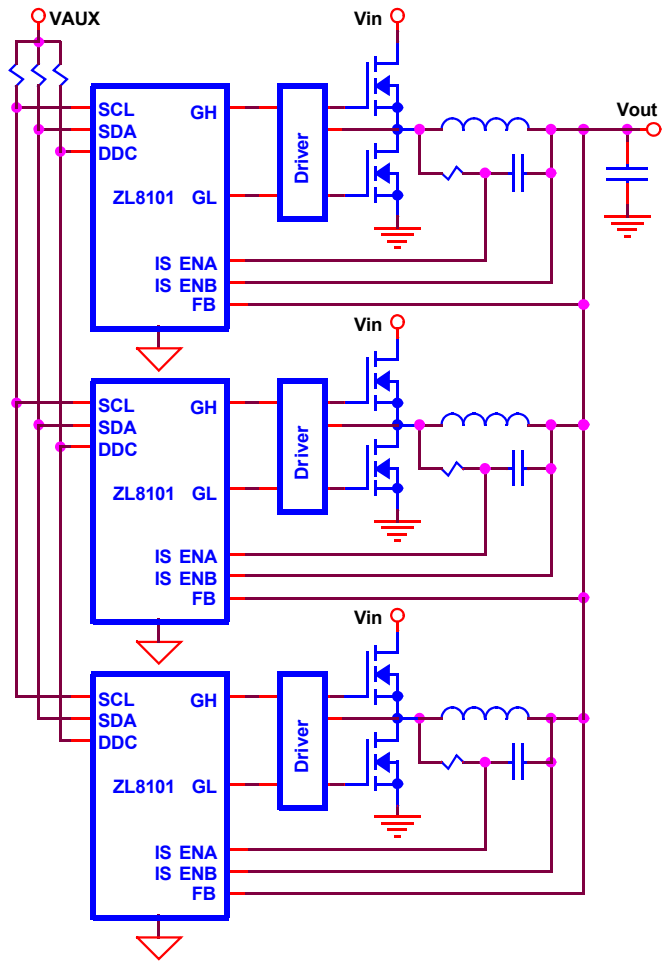 VAUX
Vin
SCL
GH
SDA
Vout
DDC
Driver
ZL8101
GL
IS ENA
IS ENB
FB
Vin
SCL
GH
SDA
DDC
Driver
ZL8101
GL
IS ENA
IS ENB
FB
Vin
SCL
GH
SDA
DDC
Driver
ZL8101
GL
IS ENA
IS ENB
FB